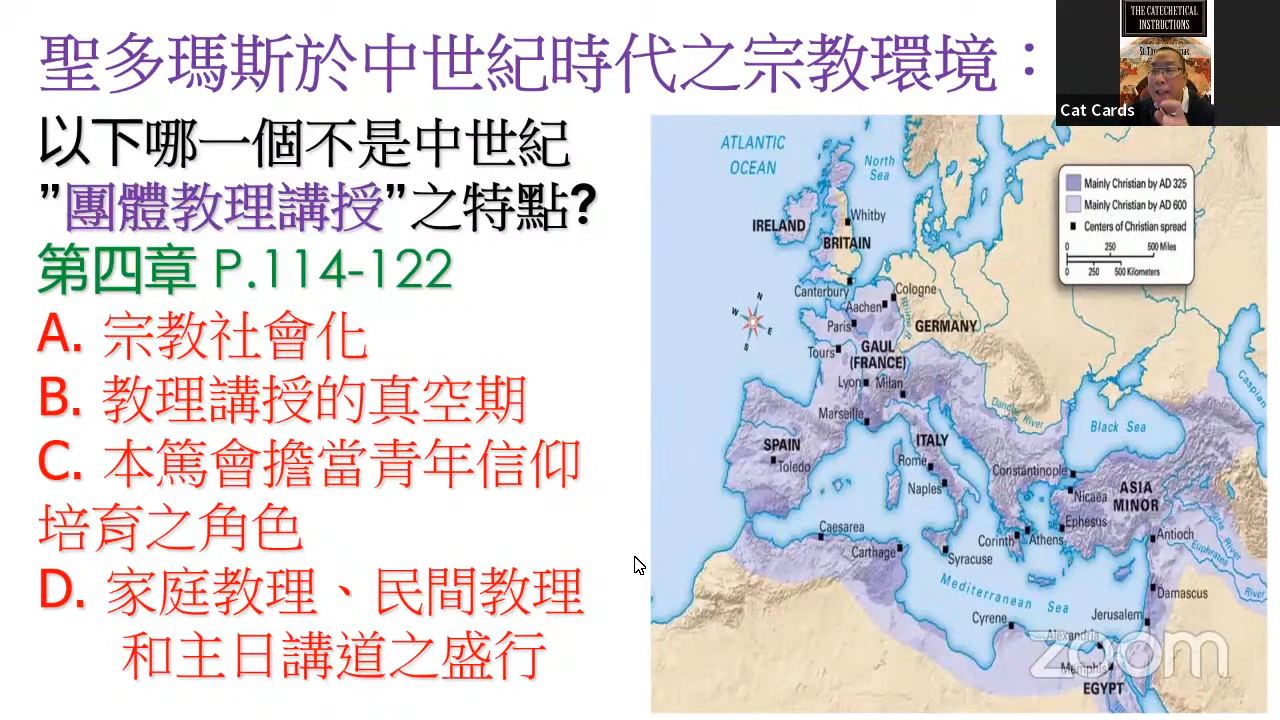 聖多瑪斯於中世紀時代之宗教環境：
THE CATECHETICAL
INSTRUCTIONS
Cat Cards
以下哪一個不是中世紀
”團體教理講授”之特點?
第四章 P.114-122
A. 宗教社會化
B. 教理講授的真空期
C. 本篤會擔當青年信仰
培育之角色
D. 家庭教理、民間教理
和主日講道之盛行
ATLANTIC
OCEAN
North
Sea
Mainly Christian by AD 325
Mainly Christian by AD 600
Centers of Christian spread
0 250 500 Miles
0 250 500 Kilometers
IRELAND
Whitby
BRITAIN
Canterbury
Cologne
Aachen
Rhine R.
N
W
E
S
Paris
GERMANY
Tours
GAUL
(FRANCE)
Lyon
Milan
Caspian
Danube River
Black Sea
Marseille
SPAIN
ITALY
Toledo
Rome
Constantinople
Naples
Nicaea
ASIA
MINOR
Caesarea
Ephesus
Corinth
Athens
Antioch
Carthage
Syracuse
Euphrates
River
River
Mediterranean Sea
Damascus
Cyrene
Jerusalem
Alexandria
Memphis
EGYPT
zoom